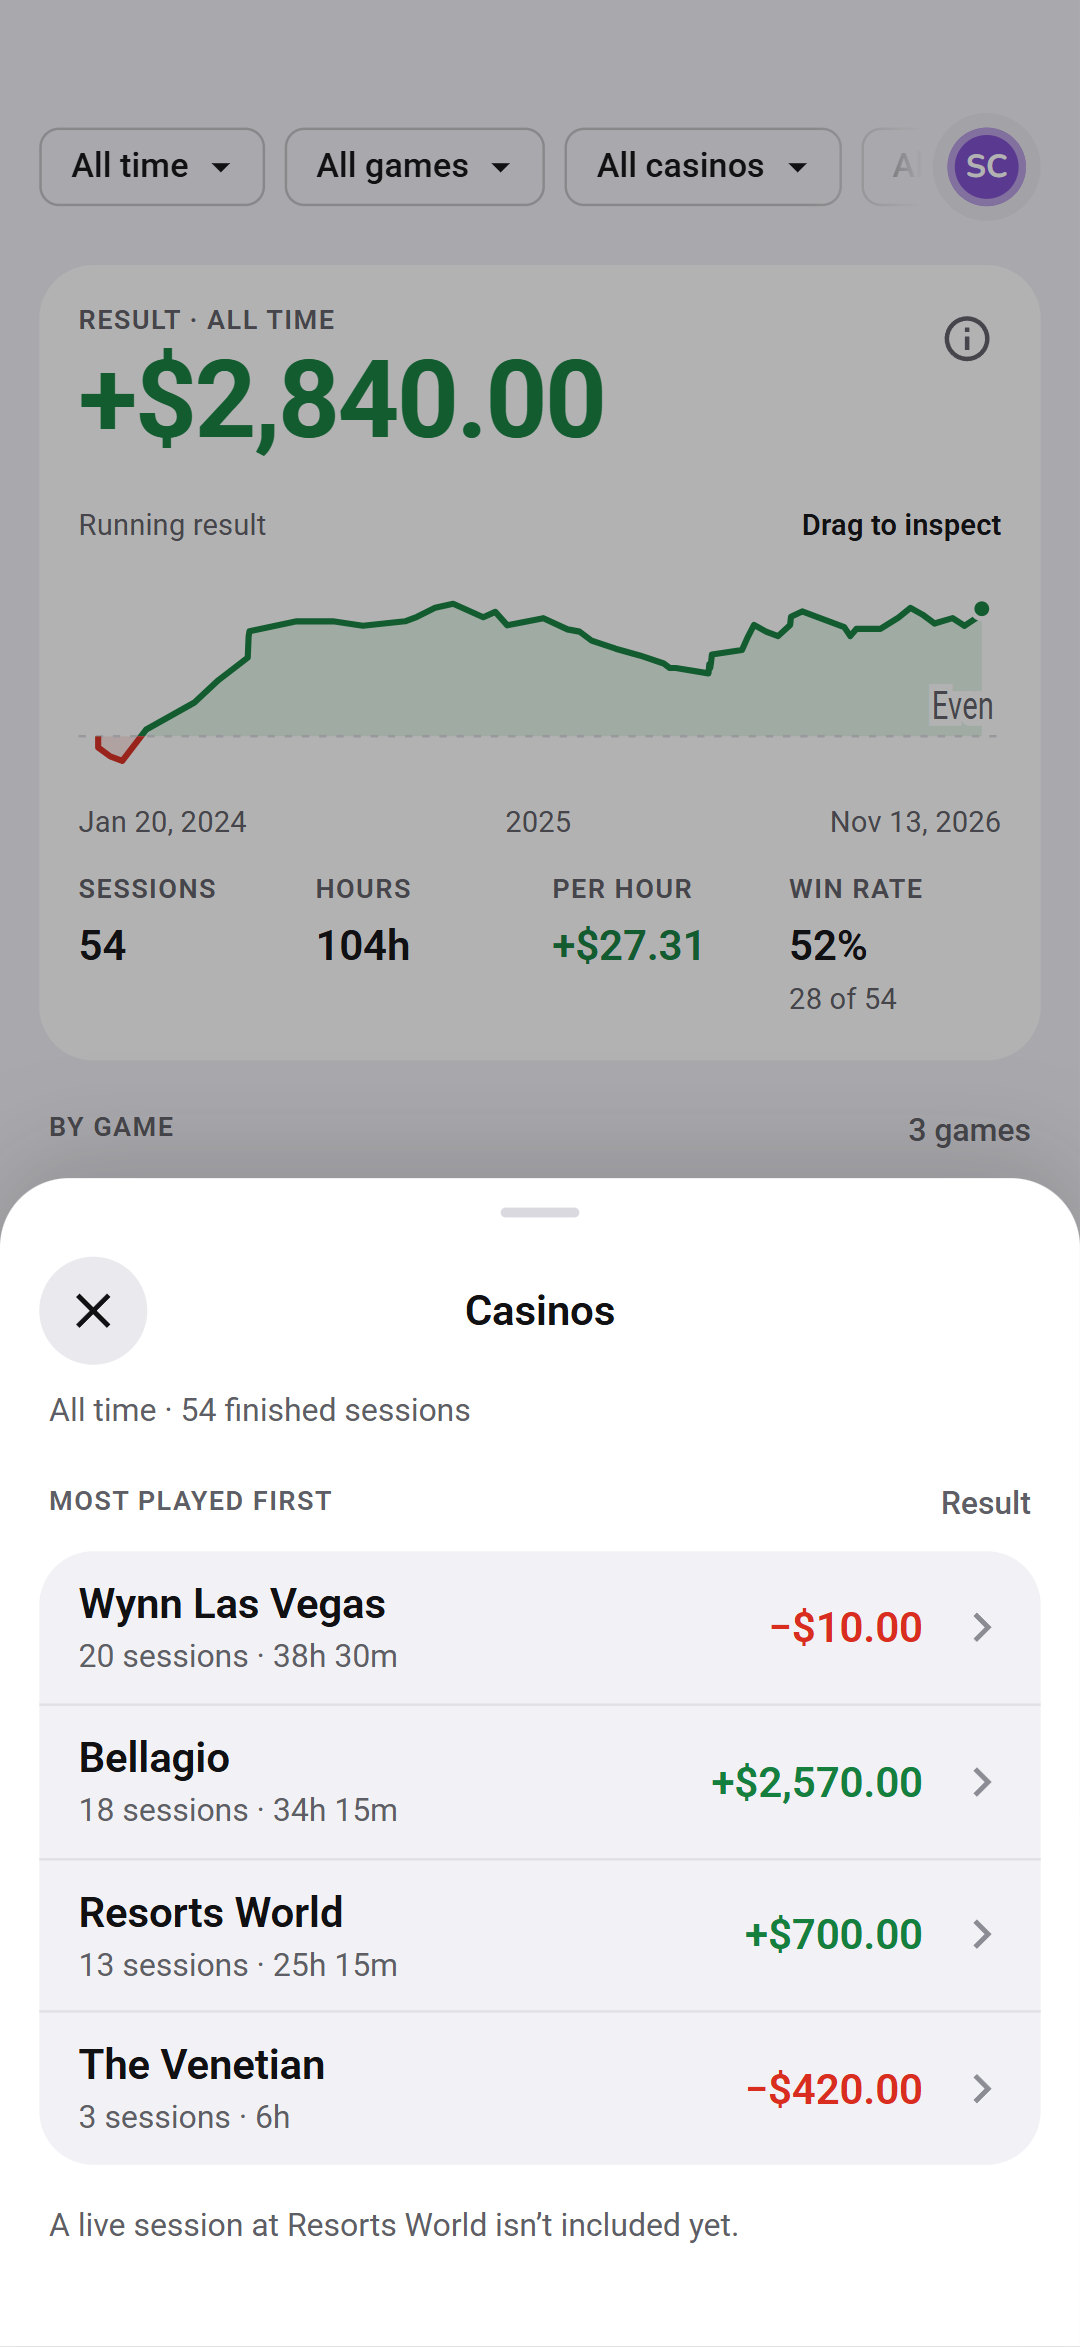 All time
All games
All casinos
SC
RESULT · ALL TIME
+$2,840.00
Running result
Drag to inspect
Even
Jan 20, 2024
2025
Nov 13, 2026
SESSIONS
HOURS
PER HOUR
WIN RATE
54
104h
+$27.31
52%
28 of 54
BY GAME
3 games
Casinos
All time · 54 finished sessions
MOST PLAYED FIRST
Result
Wynn Las Vegas
20 sessions · 38h 30m
−$10.00
Bellagio
18 sessions · 34h 15m
+$2,570.00
Resorts World
13 sessions · 25h 15m
+$700.00
The Venetian
3 sessions · 6h
−$420.00
A live session at Resorts World isn’t included yet.